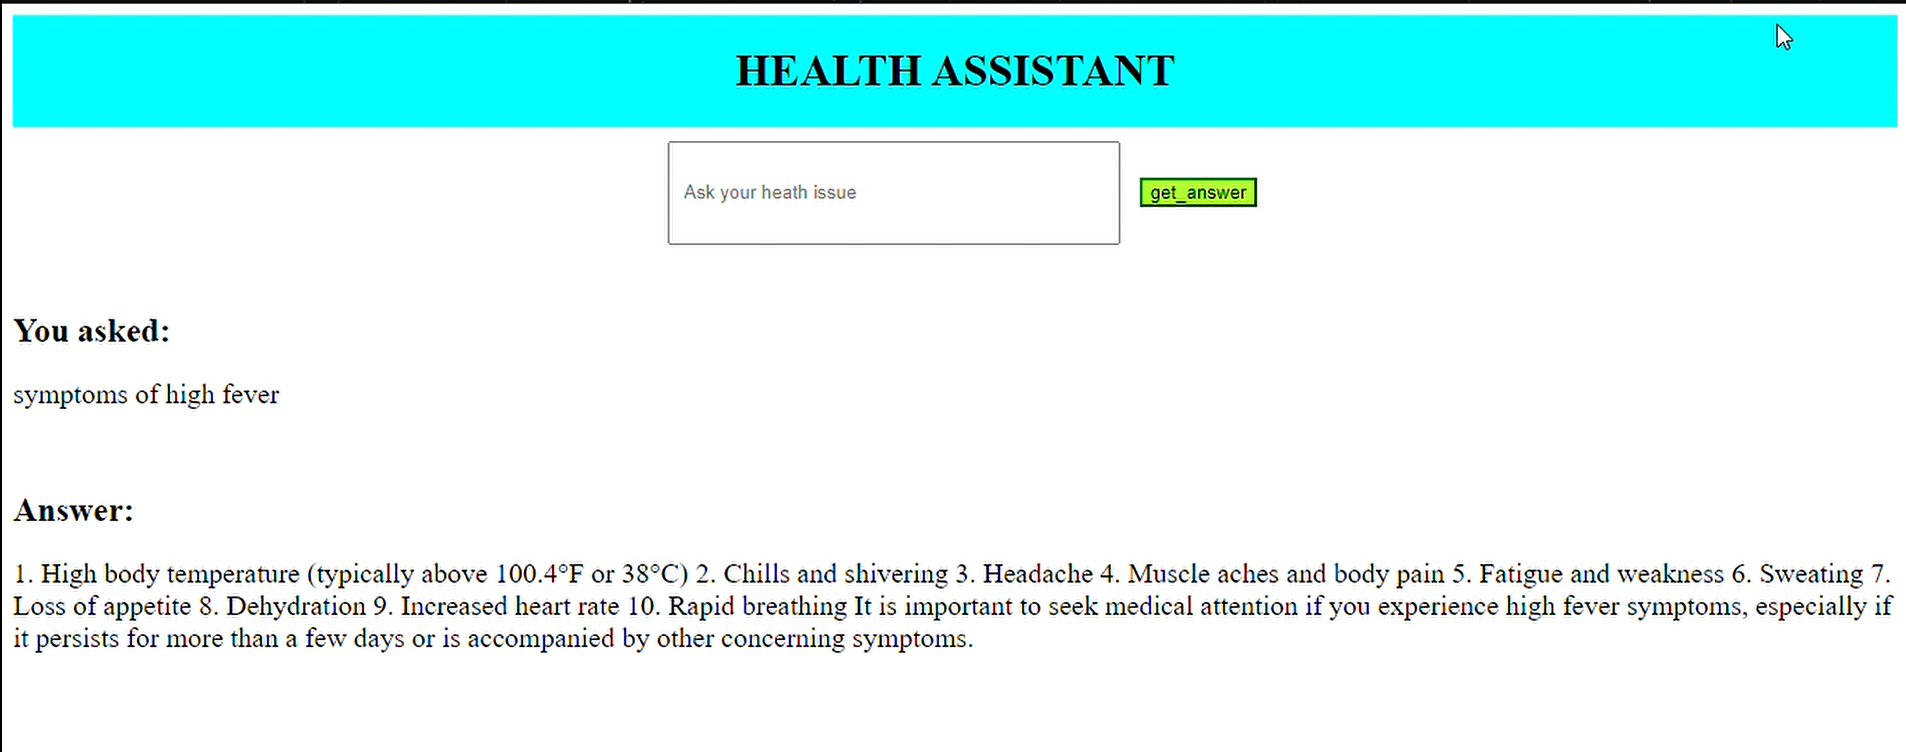 HEALTH ASSISTANT
Ask your heath issue
get_answer
You asked:
symptoms of high fever
Answer:
1. High body temperature (typically above 100.4°F or 38°C) 2. Chills and shivering 3. Headache 4. Muscle aches and body pain 5. Fatigue and weakness 6. Sweating 7.
Loss of appetite 8. Dehydration 9. Increased heart rate 10. Rapid breathing It is important to seek medical attention if you experience high fever symptoms, especially if
it persists for more than a few days or is accompanied by other concerning symptoms.